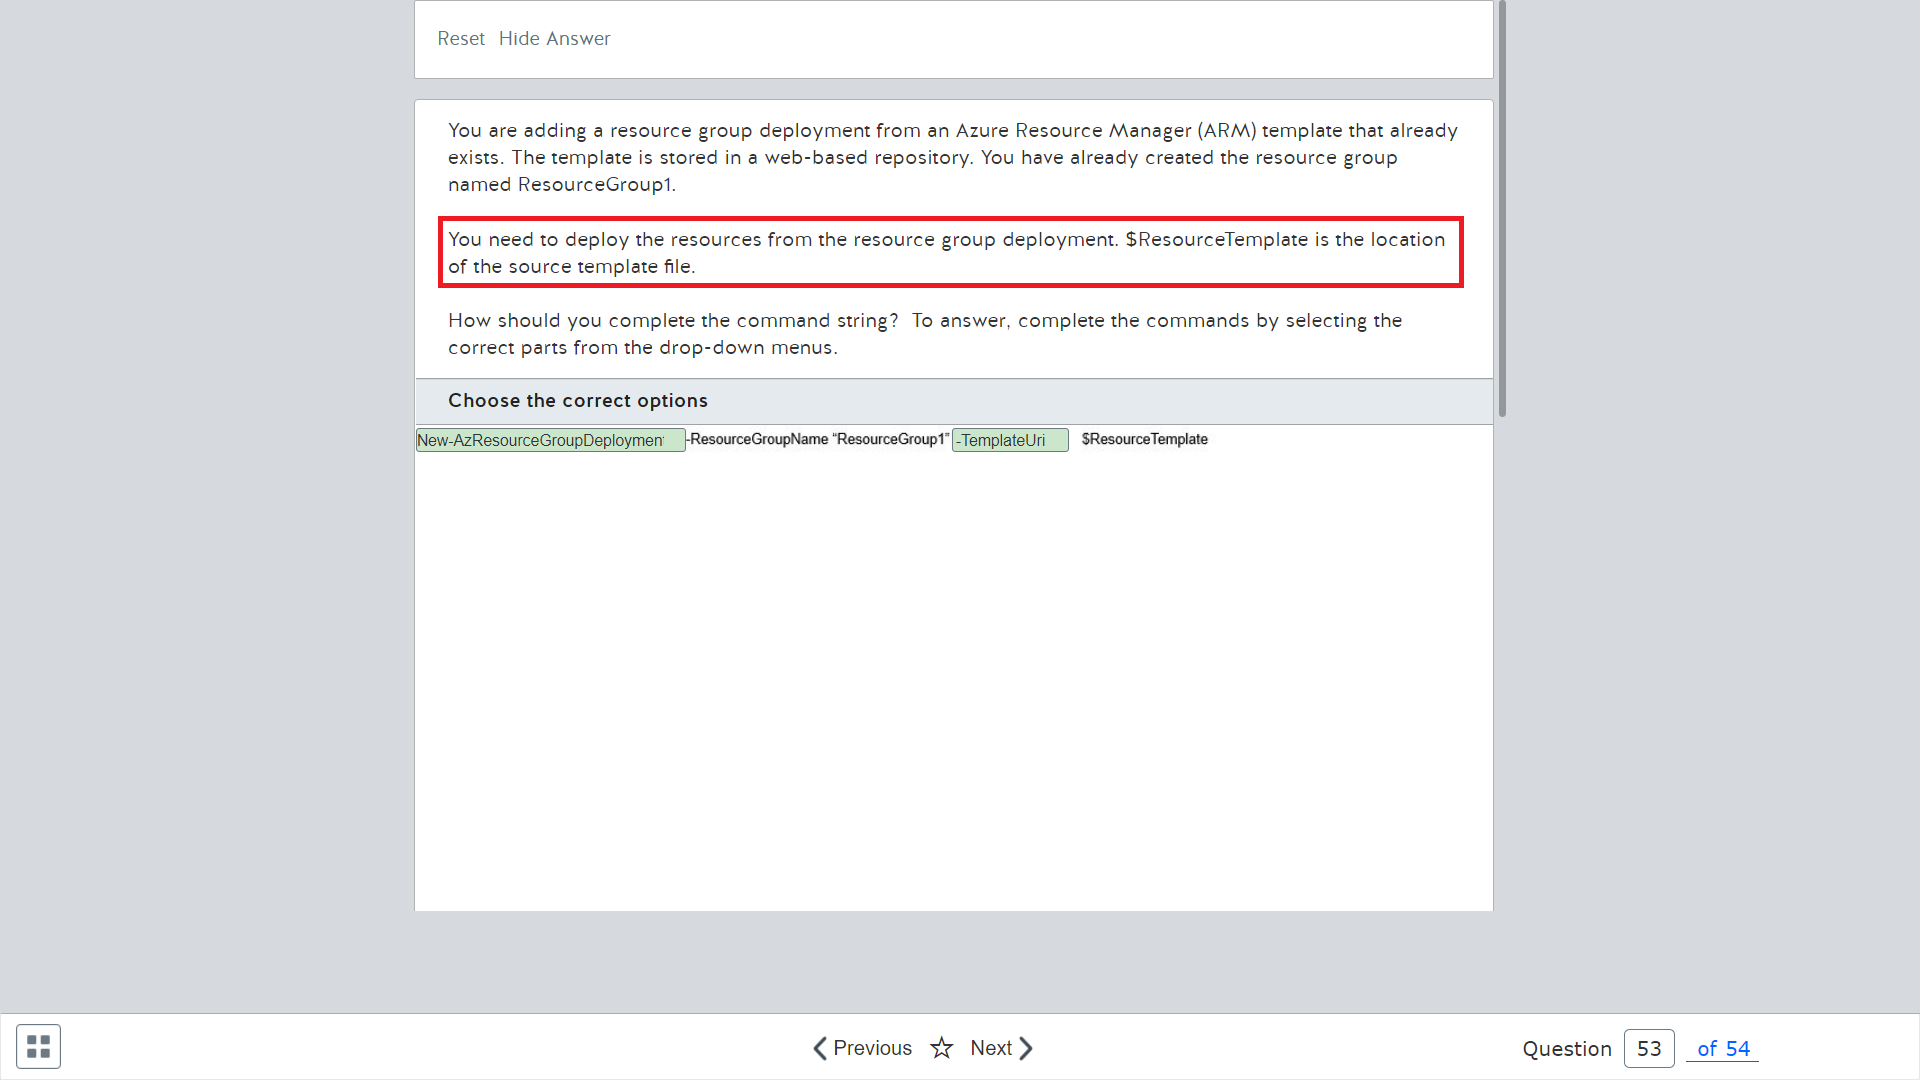 Reset Hide Answer
You are adding a resource group deployment from an Azure Resource Manager (ARM) template that already
exists. The template is stored in a web-based repository. You have already created the resource group
named ResourceGroup1.
You need to deploy the resources from the resource group deployment. $ResourceTemplate is the location
of the source template file.
How should you complete the command string?  To answer, complete the commands by selecting the
correct parts from the drop-down menus.
Choose the correct options
New-AzResourceGroupDeployment -ResourceGroupName “ResourceGroup1” -TemplateUri $ResourceTemplate
Previous Next Question 53 of 54